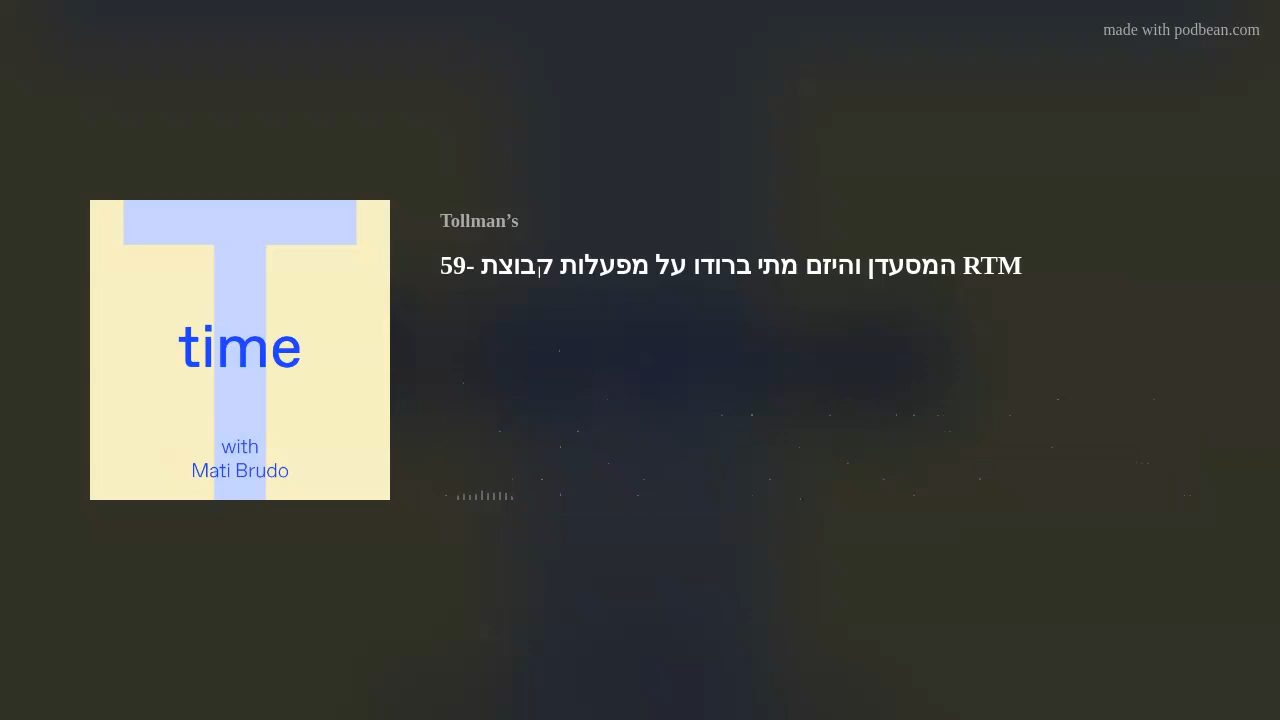 made with podbean.com
Tollman’s
59- המסעדן והיזם מתי ברודו על מפעלות קבוצת RTM
time
with
Mati Brudo